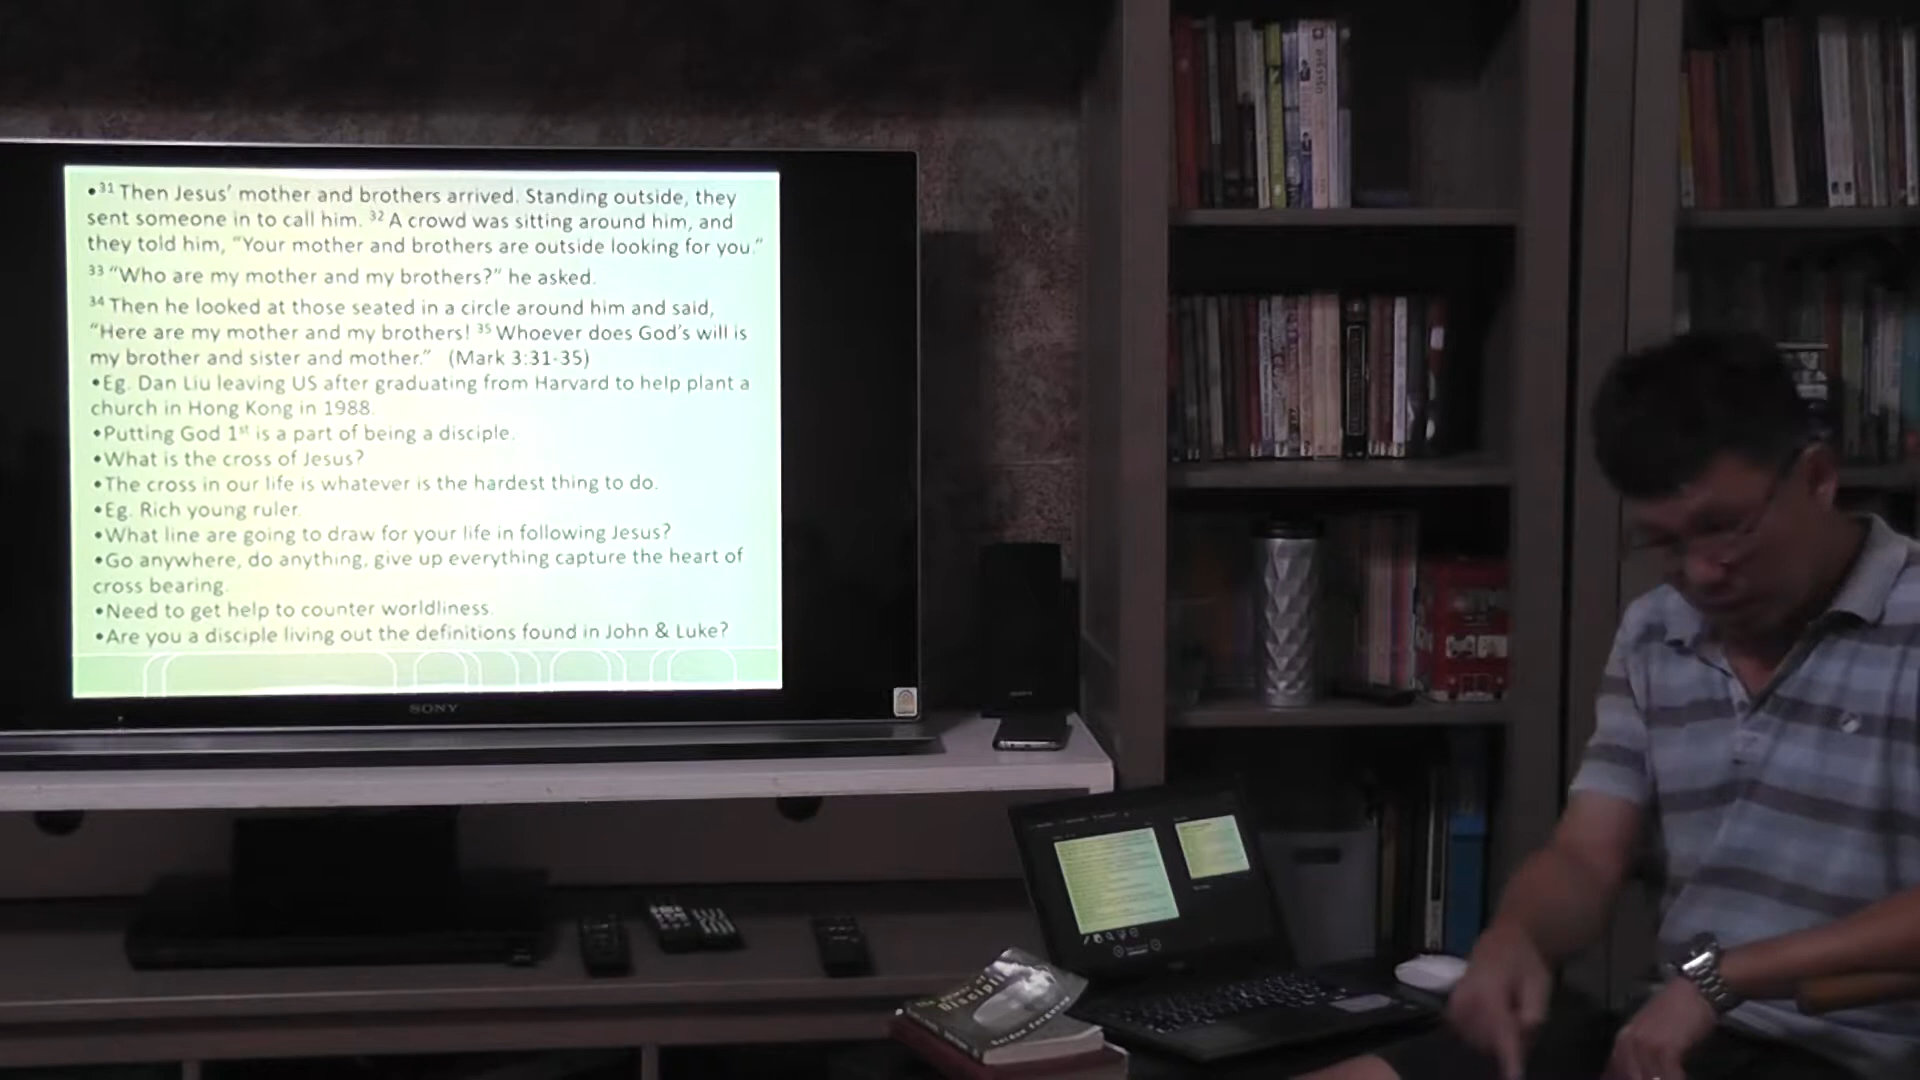 •31 Then Jesus' mother and brothers arrived. Standing outside, they
sent someone in to call him. 32 A crowd was sitting around him, and
they told him, "Your mother and brothers are outside looking for you."
33 "Who are my mother and my brothers?" he asked.
34 Then he looked at those seated in a circle around him and said,
"Here are my mother and my brothers! 35 Whoever does God's will is
my brother and sister and mother." (Mark 3:31-35)
•Eg. Dan Liu leaving US after graduating from Harvard to help plant a
church in Hong Kong in 1988.
•Putting God 1st is a part of being a disciple.
•What is the cross of Jesus?
•The cross in our life is whatever is the hardest thing to do.
•Eg. Rich young ruler.
•What line are going to draw for your life in following Jesus?
•Go anywhere, do anything, give up everything capture the heart of
cross bearing.
•Need to get help to counter worldliness.
•Are you a disciple living out the definitions found in John & Luke?
SONY